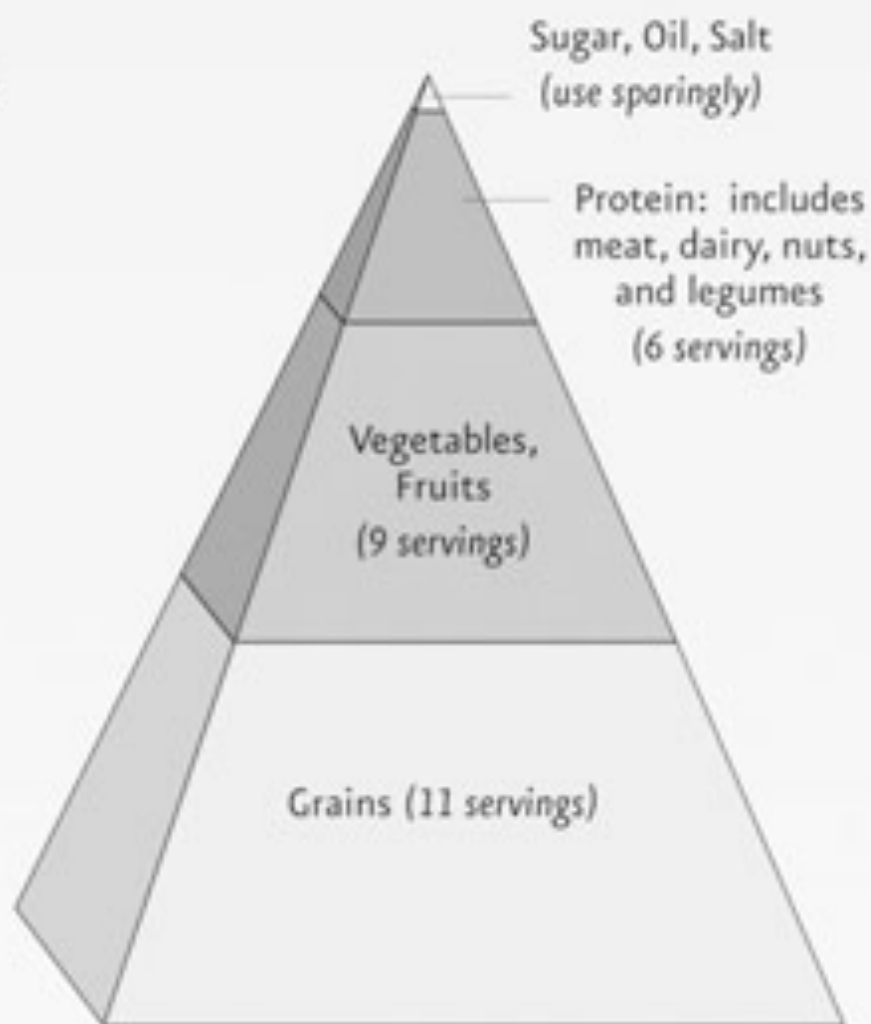 Sugar, Oil, Salt
(use sparingly)
Protein: includes
meat, dairy, nuts,
and legumes
(6 servings)
Vegetables,
Fruits
(9 servings)
Grains (11 servings)